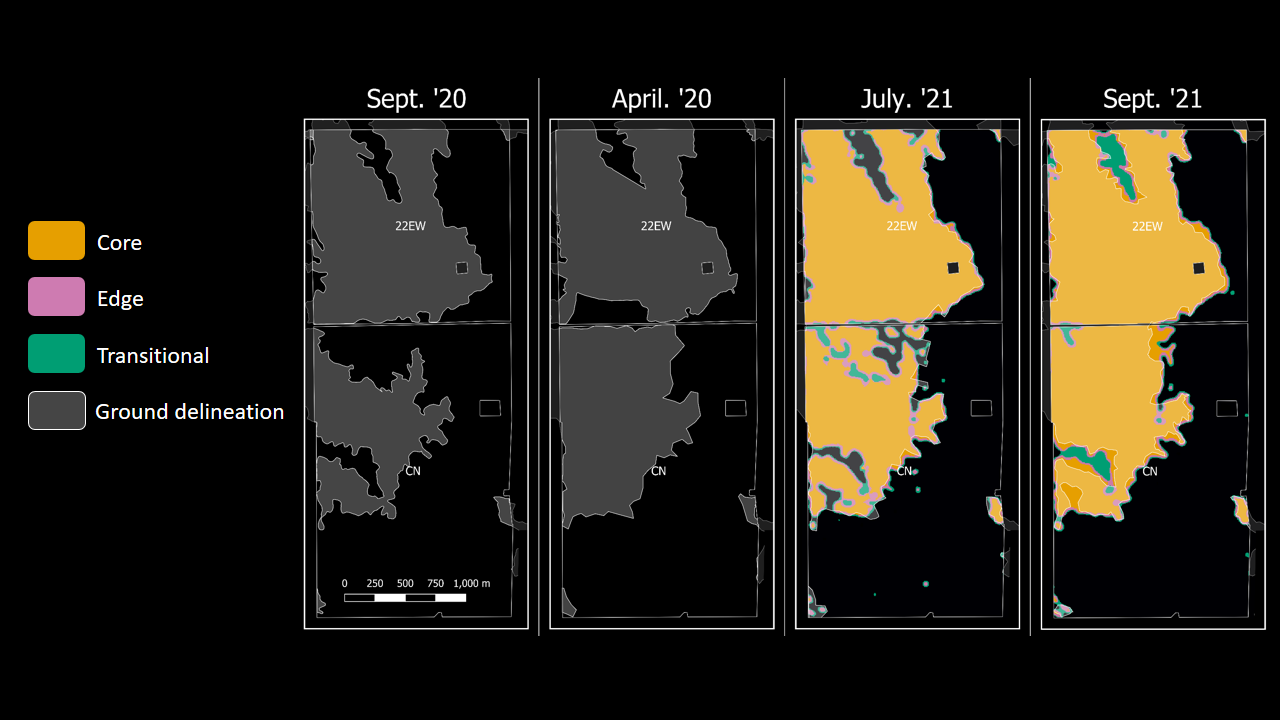 Sept. '20
April. '20
July. '21
Sept. '21
Core
Edge
Transitional
Ground delineation
22EW
22EW
22EW
22EW
CN
CN
CN
CN
0 250 500 750 1,000 m